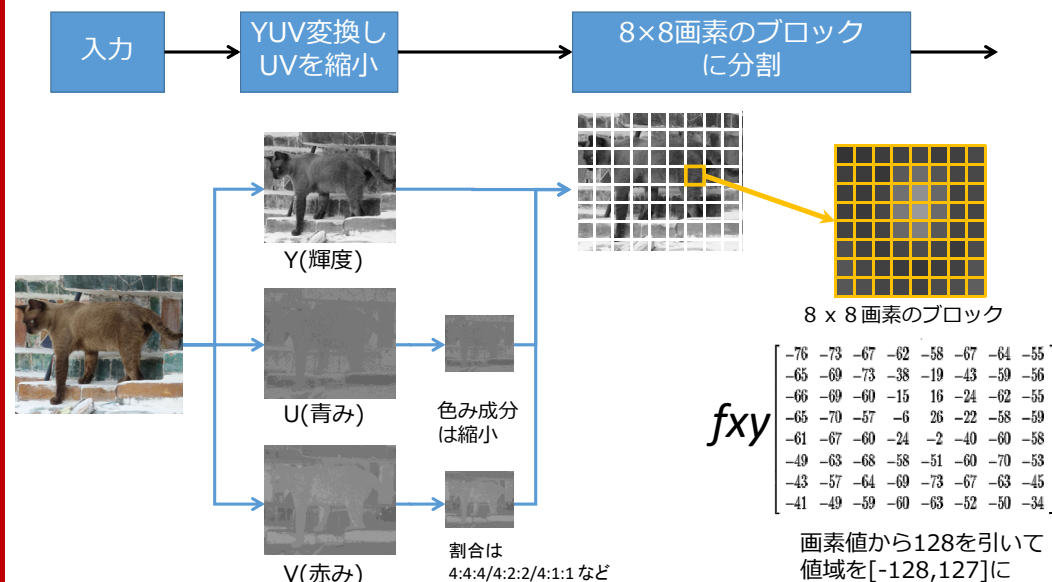 入力
YUV変換し
UVを縮小
8×8画素のブロック
に分割
Y(輝度)
U(青み)
色み成分
は縮小
V(赤み)
割合は
4:4:4/4:2:2/4:1:1 など
8 x 8 画素のブロック
fxy
-76 -73 -67 -62 -58 -67 -64 -55
-65 -69 -73 -38 -19 -43 -59 -56
-66 -69 -60 -15 16 -24 -62 -55
-65 -70 -57 -6 26 -22 -58 -59
-61 -67 -60 -24 -2 -40 -60 -58
-49 -63 -68 -58 -51 -60 -70 -53
-43 -57 -64 -69 -73 -67 -63 -45
-41 -49 -59 -60 -63 -52 -50 -34
画素値から128を引いて
値域を[-128,127]に